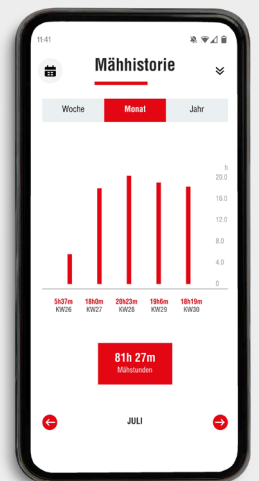 11:41
Mähhistorie
Woche Monat Jahr
h
20.0
16.0
12.0
8.0
4.0
0
5h37m 18h0m 20h23m 19h6m 18h19m
KW26 KW27 KW28 KW29 KW30
81h 27m
Mähstunden
JULI